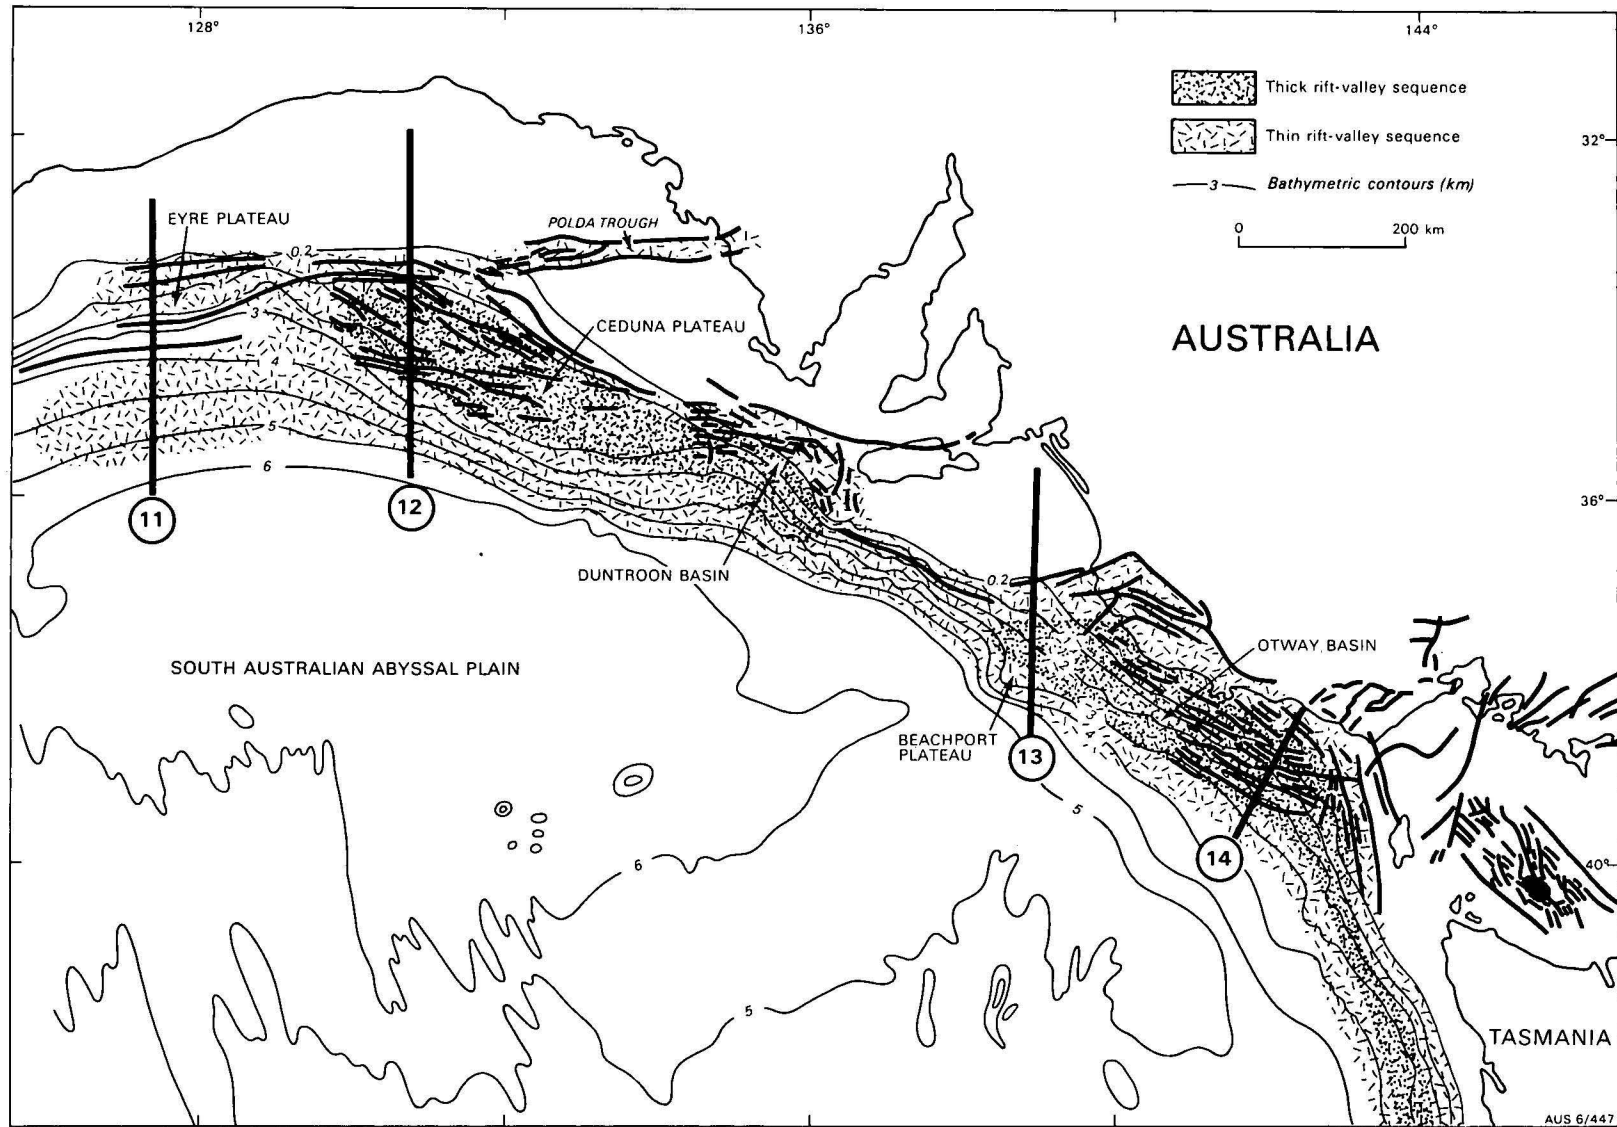 128°
136°
144°
Thick rift-valley sequence
Thin rift-valley sequence
3
Bathymetric contours (km)
0
200 km
32°
EYRE PLATEAU
POLDA TROUGH
0.2
2
3
CEDUNA PLATEAU
AUSTRALIA
4
5
6
11
12
36°
DUNTROON BASIN
0.2
OTWAY BASIN
SOUTH AUSTRALIAN ABYSSAL PLAIN
3
BEACHPORT
PLATEAU
13
5
14
6
40°
5
TASMANIA
AUS 6/447